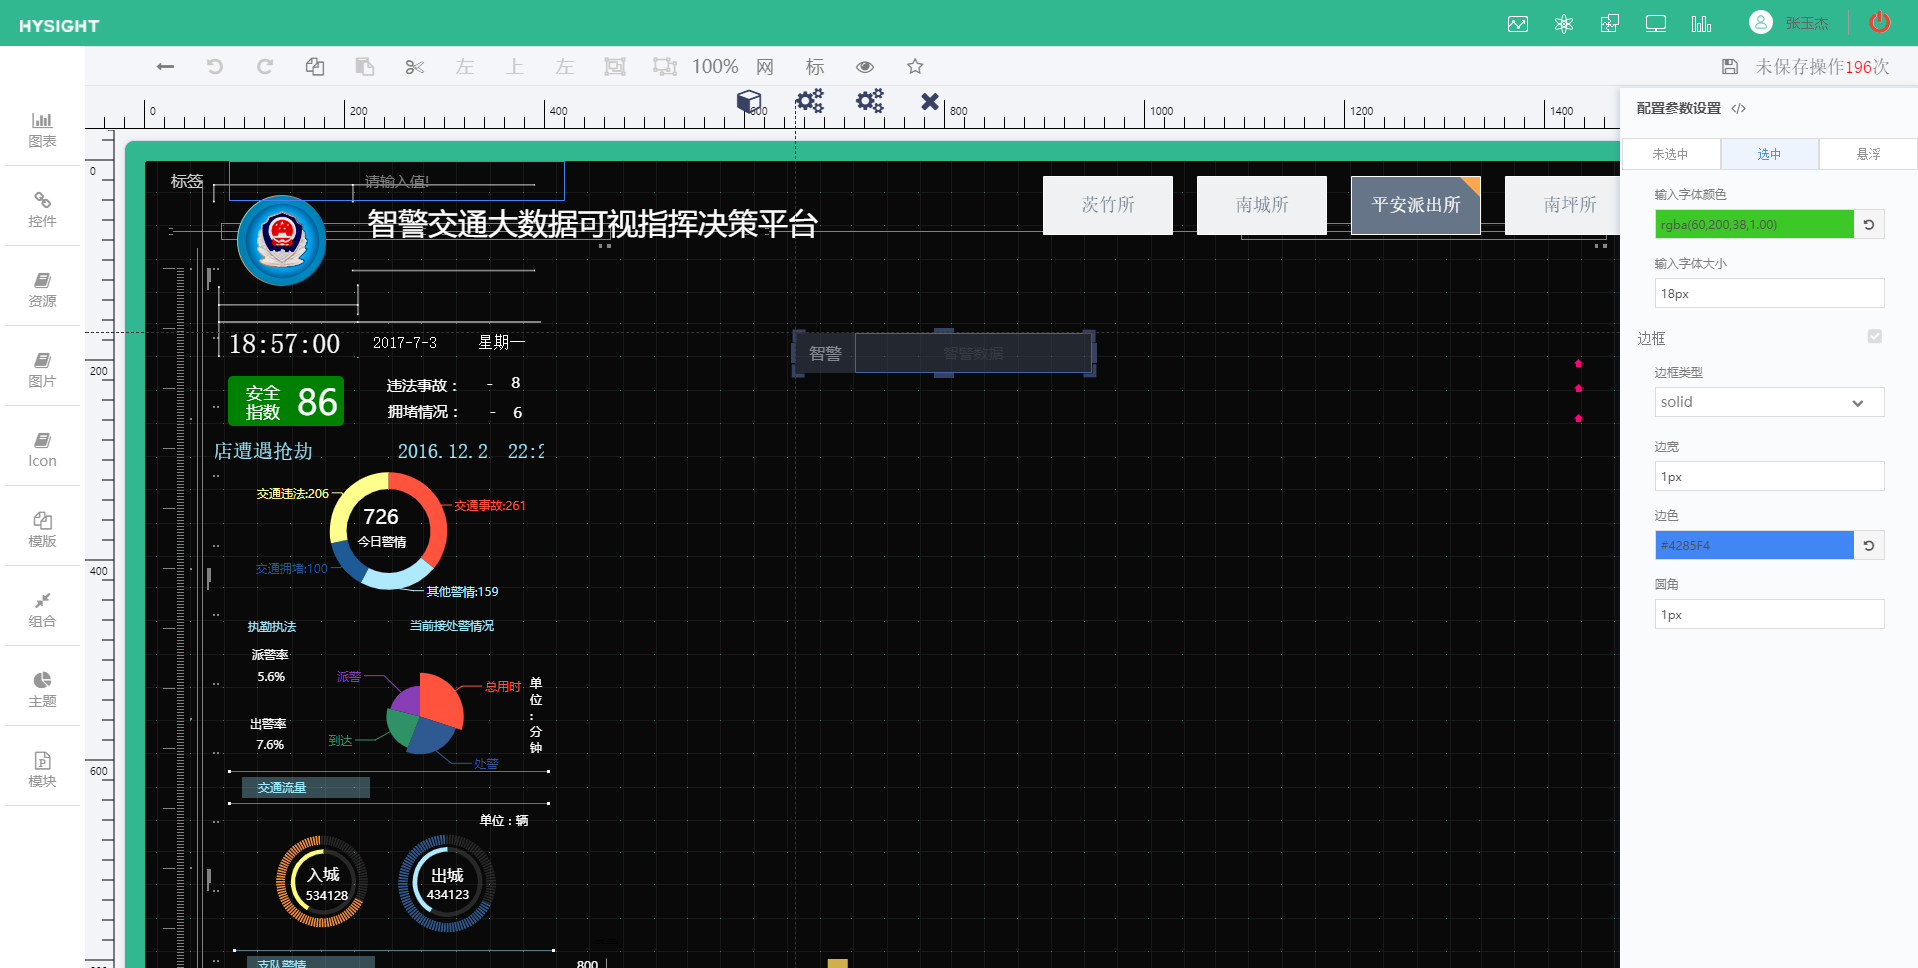 HYSIGHT
张玉杰
左
上
左
100%
网
标
未保存操作196次
图表
控件
资源
图片
Icon
模版
组合
主题
模块
0
200
400
600
800
1000
1200
1400
0
200
400
600
标签
请输入值!
智警交通大数据可视指挥决策平台
茨竹所
南城所
平安派出所
南坪所
18:57:00
2017-7-3
星期一
安全
指数
86
违法事故：
-
8
拥堵情况：
-
6
店遭遇抢劫
2016.12.2
22:2
智警
智警数据
交通违法:206
交通事故:261
726
今日警情
交通拥堵:100
其他警情:159
执勤执法
当前接处警情况
派警率
5.6%
出警率
7.6%
派警
总用时
到达
处警
单位：分钟
交通流量
单位：辆
入城
534128
出城
434123
支队警情
800
配置参数设置
</>
未选中
选中
悬浮
输入字体颜色
rgba(60,200,38,1.00)
输入字体大小
18px
边框
边框类型
solid
边宽
1px
边色
#4285F4
圆角
1px